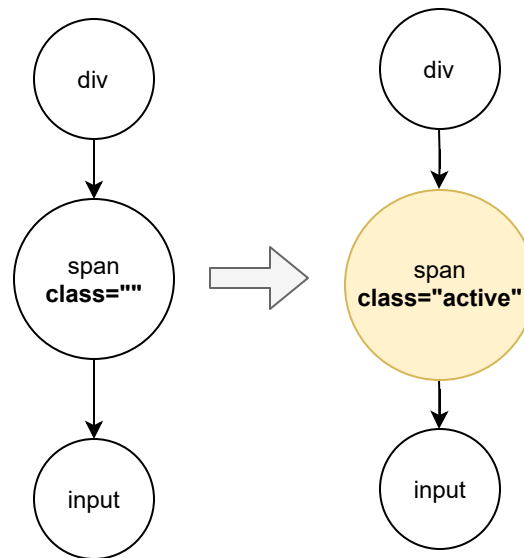 div
span
class=""
input
div
span
class="active"
input